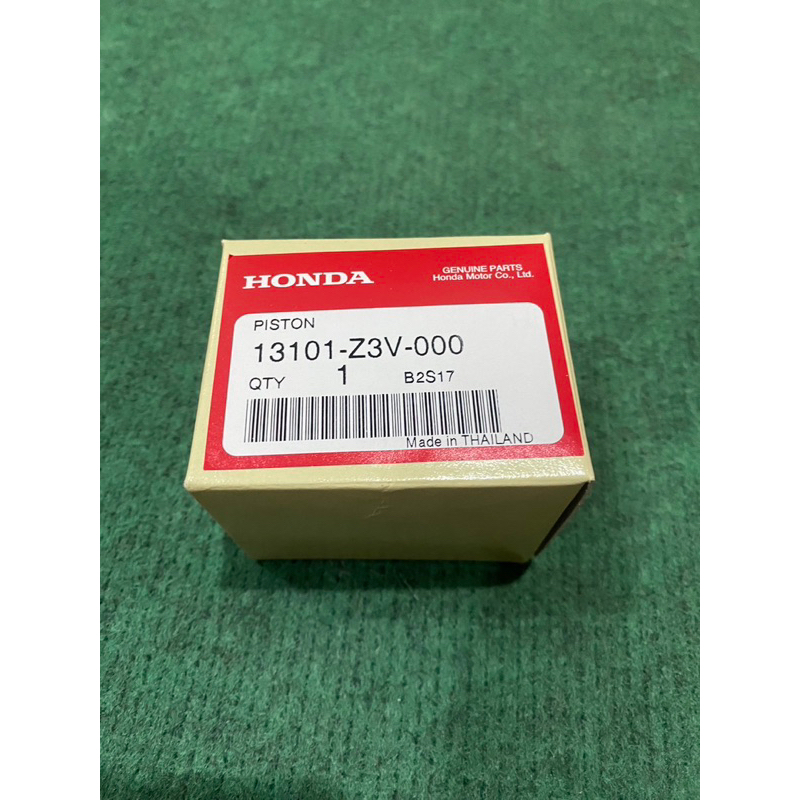 HONDA
GENUINE PARTS
Honda Motor Co., Ltd.
PISTON
13101-Z3V-000
QTY 1 B2S17
Made in THAILAND